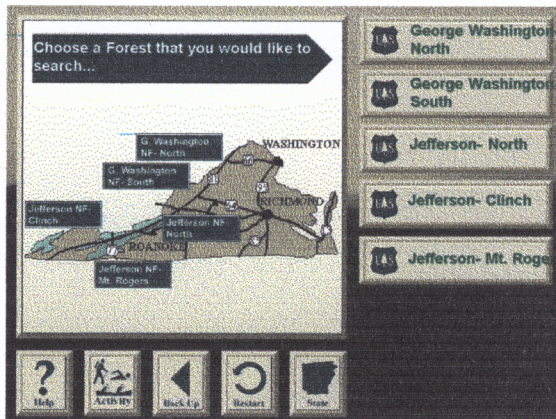 Choose a Forest that you would like to
search...
G. Washington
NF- North
WASHINGTON
G. Washington
NF- South
RICHMOND
Jefferson NF-
Clinch
Jefferson NF-
North
ROANOKE
Jefferson NF-
Mt. Rogers
George Washington-
North
George Washington
South
Jefferson- North
Jefferson- Clinch
Jefferson- Mt. Roge
Help
Activity
Back Up
Restart
State